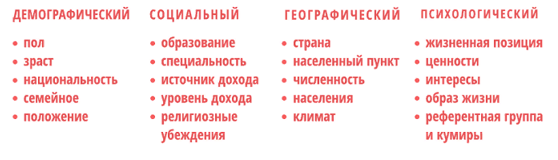 ДЕМОГРАФИЧЕСКИЙ
• пол
• зраст
• национальность
• семейное
• положение
СОЦИАЛЬНЫЙ
• образование
• специальность
• источник дохода
• уровень дохода
• религиозные
убеждения
ГЕОГРАФИЧЕСКИЙ
• страна
• населенный пункт
• численность
• населения
• климат
ПСИХОЛОГИЧЕСКИЙ
• жизненная позиция
• ценности
• интересы
• образ жизни
• референтная группа
и кумиры